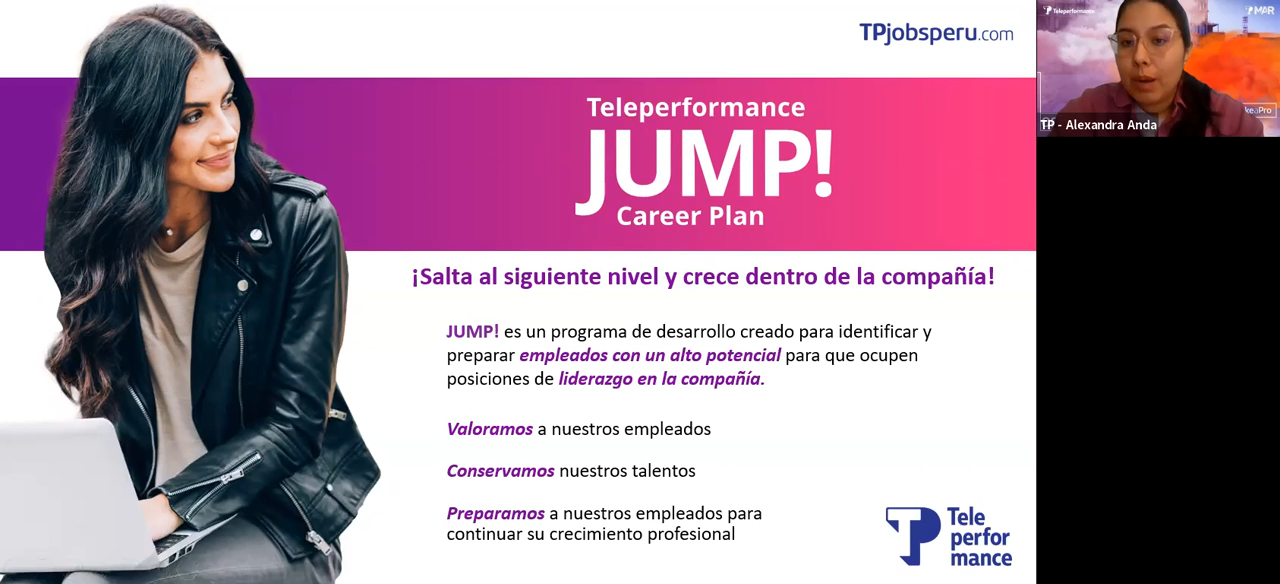 TPjobsperu.com
Teleperformance
JUMP!
Career Plan
¡Salta al siguiente nivel y crece dentro de la compañía!
JUMP! es un programa de desarrollo creado para identificar y
preparar empleados con un alto potencial para que ocupen
posiciones de liderazgo en la compañía.
Valoramos a nuestros empleados
Conservamos nuestros talentos
Preparamos a nuestros empleados para
continuar su crecimiento profesional
Tele
perfor
mance
Teleperformance
MAR
TP - Alexandra Anda